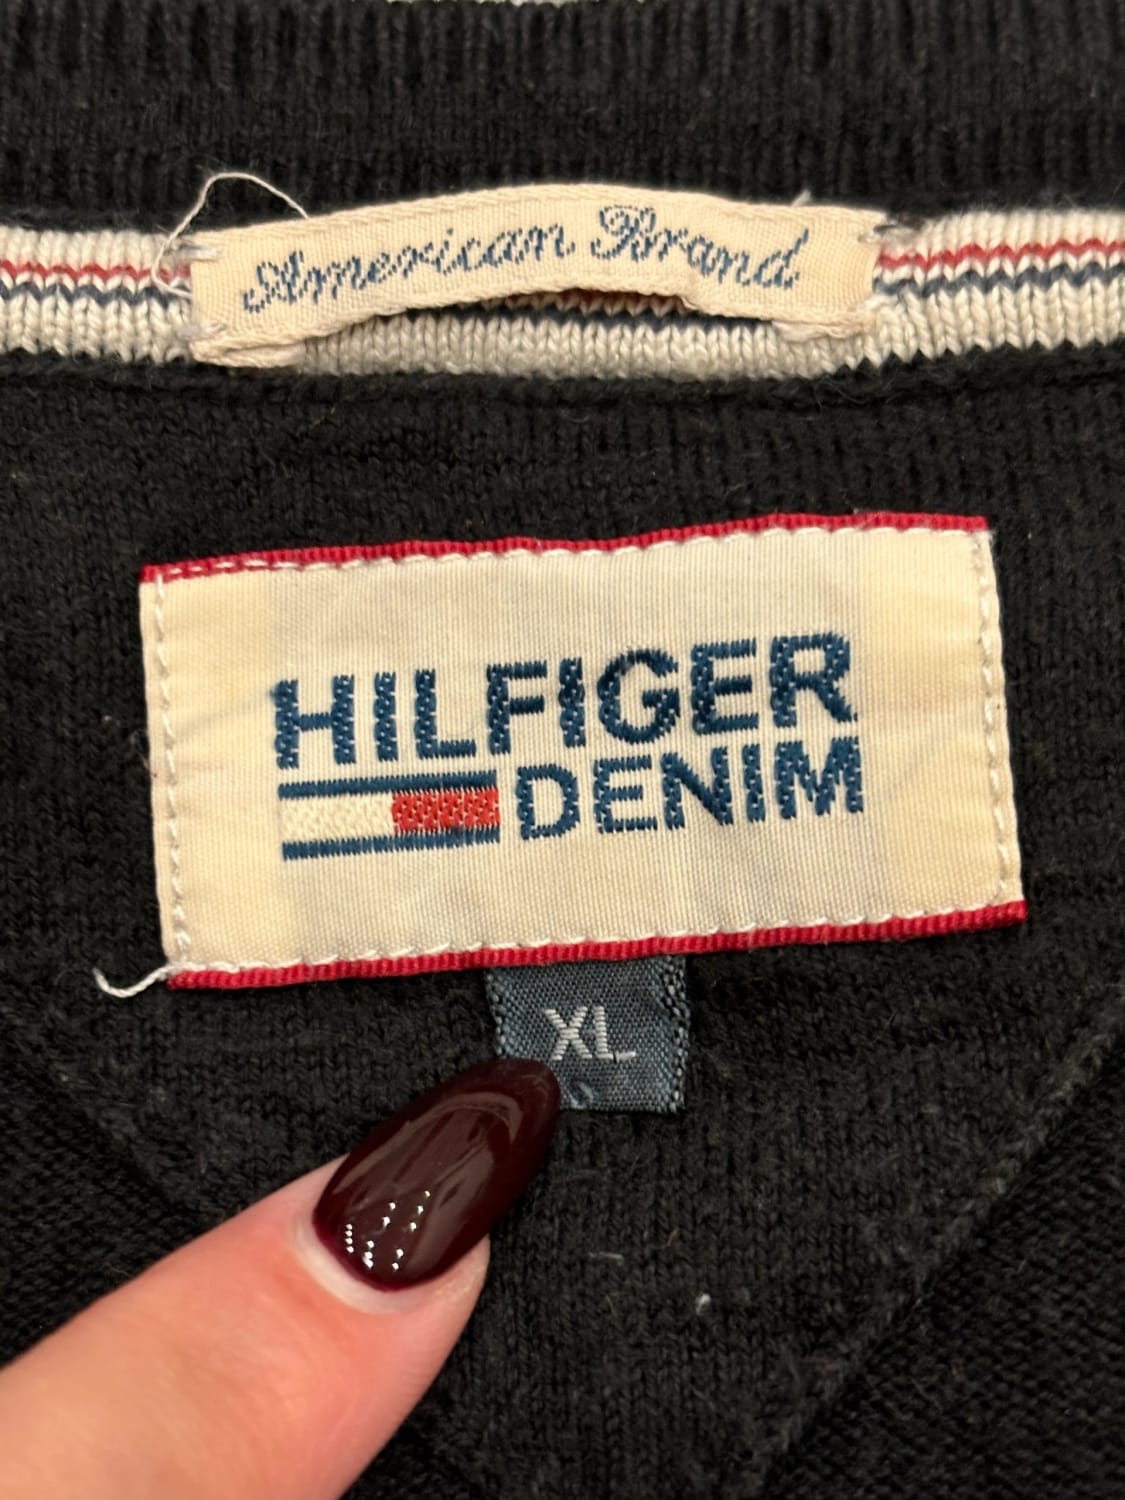 American Brand
HILFIGER
DENIM
XL